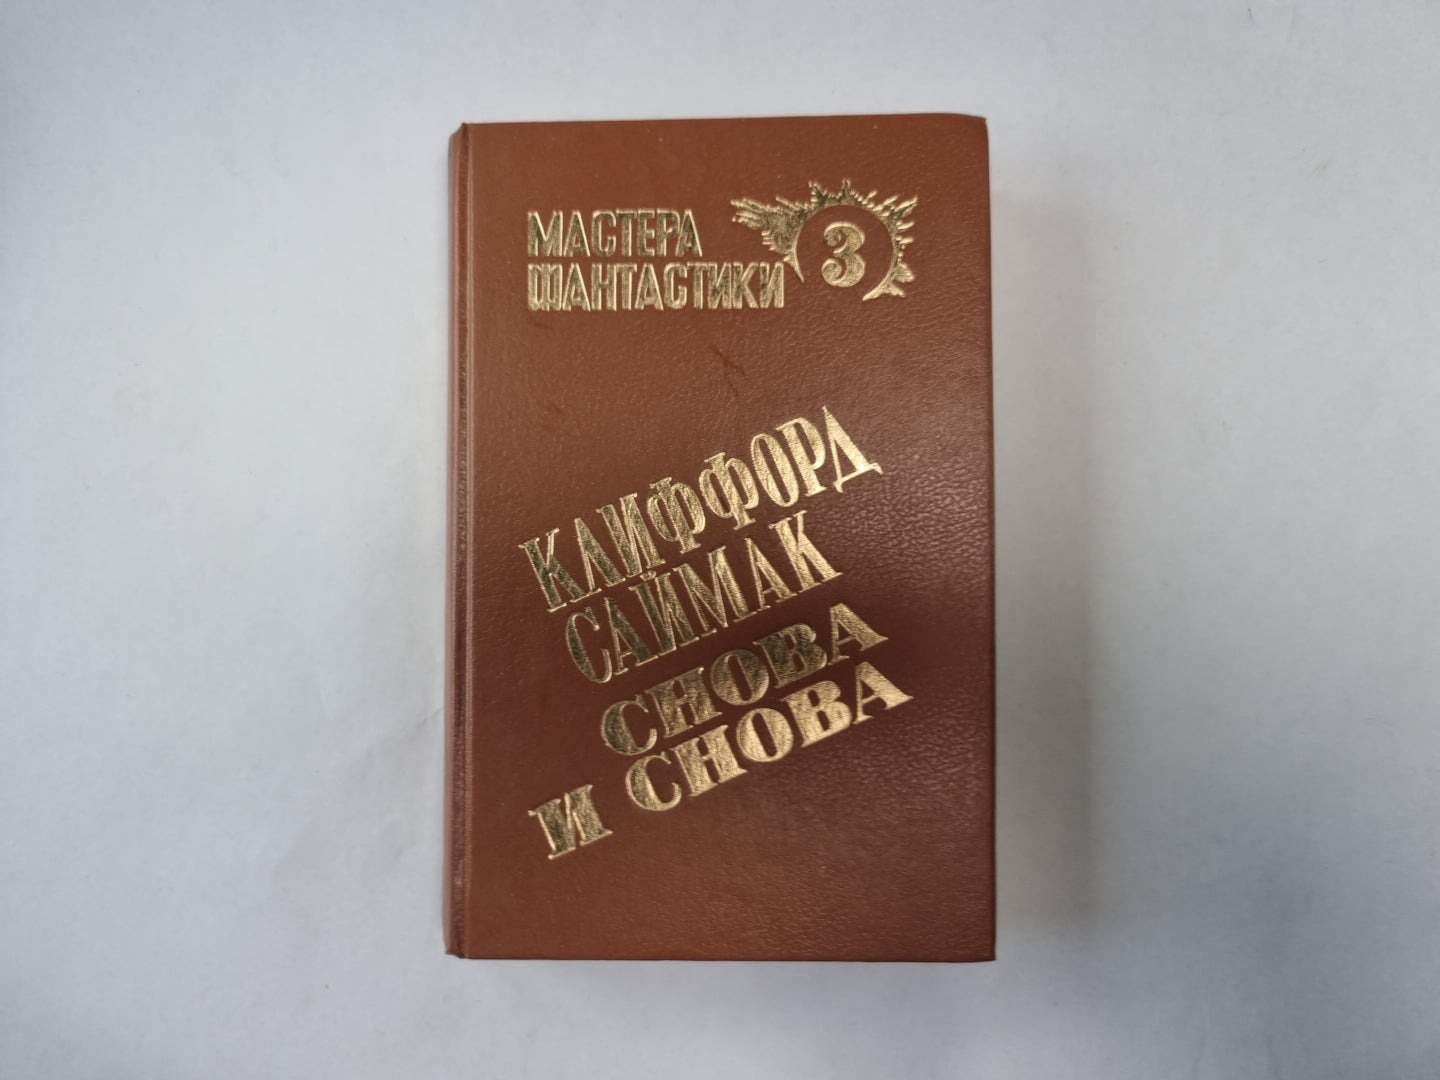 МАСТЕРА
ФАНТАСТИКИ
3
КЛИФФОРД
САЙМАК
СНОВА
И СНОВА